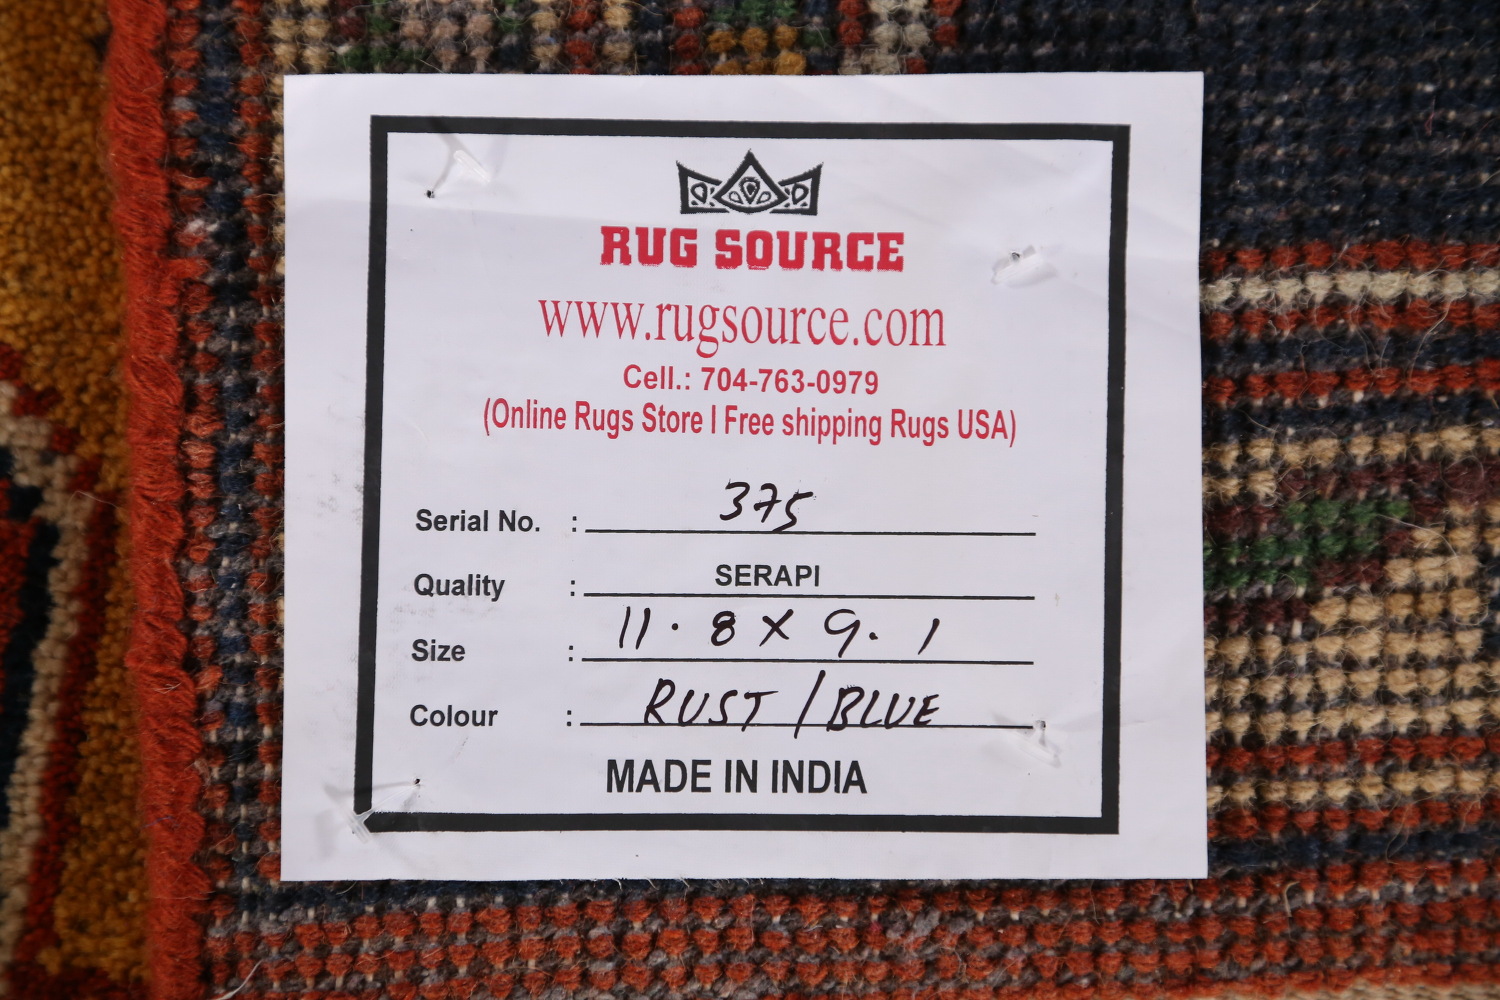 RUG SOURCE
www.rugsource.com
Cell.: 704-763-0979
(Online Rugs Store I Free shipping Rugs USA)
Serial No. : 375
Quality : SERAPI
Size : 11.8 X 9.1
Colour : RUST / BLUE
MADE IN INDIA